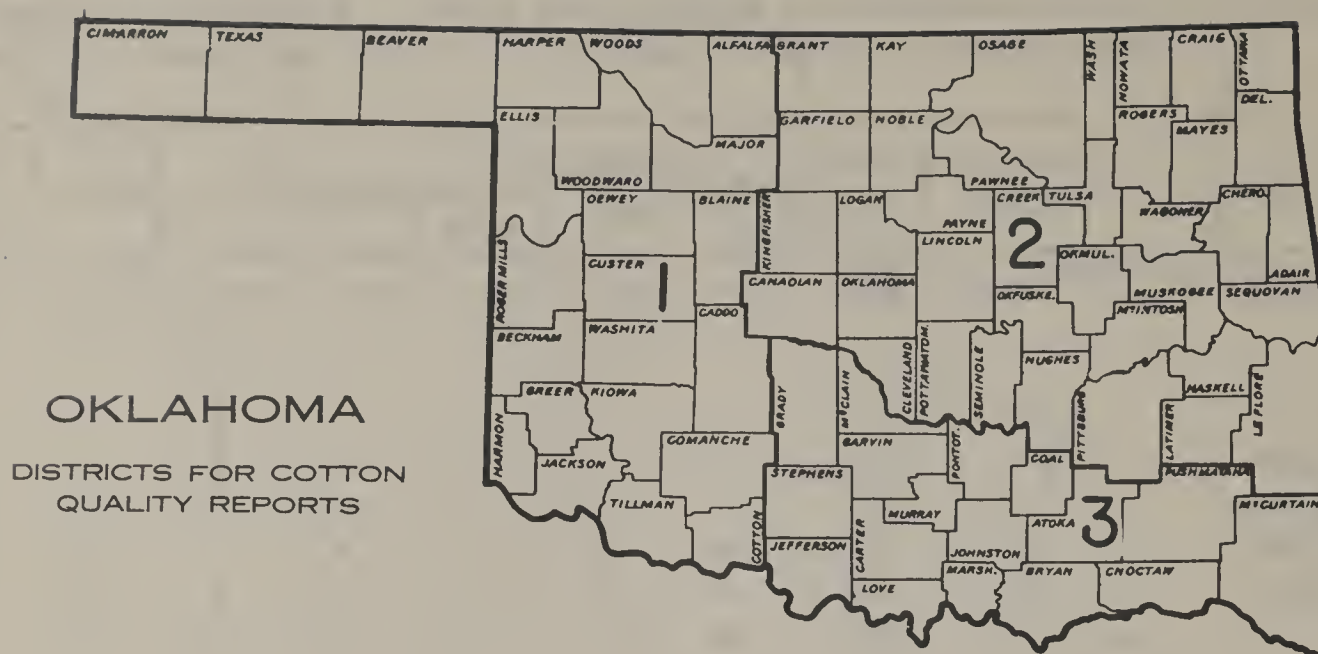 CIMARRON TEXAS BEAVER HARPER WOODS ALFALFA GRANT KAY OSAGE WASH NOWATA CRAIG OTTAWA
DEL.
ELLIS GARFIELD NOBLE ROGERS MAYES
MAJOR
WOODWARD PAWNEE
DEWEY BLAINE KINGFISHER LOGAN CREEK TULSA CHERO.
WAGONER
PAYNE
LINCOLN 2
OKMUL.
ROGER MILLS CUSTER 1 CANADIAN OKLAHOMA ADAIR
OKFUSKE. MUSKOGEE SEQUOYAH
CADDO McINTOSH
BECKHAM WASHITA
HUGHES
GREER KIOWA GRADY McCLAIN CLEVELAND POTTAWATOM. SEMINOLE HASKELL LE FLORE
OKLAHOMA
HARMON COMANCHE GARVIN PONTOT. PITTSBURG LATIMER
JACKSON COAL
DISTRICTS FOR COTTON
STEPHENS PUSHMATAHA
QUALITY REPORTS
TILLMAN MURRAY ATOKA 3 McCURTAIN
COTTON JEFFERSON CARTER JOHNSTON
MARSH. BRYAN CHOCTAW
LOVE